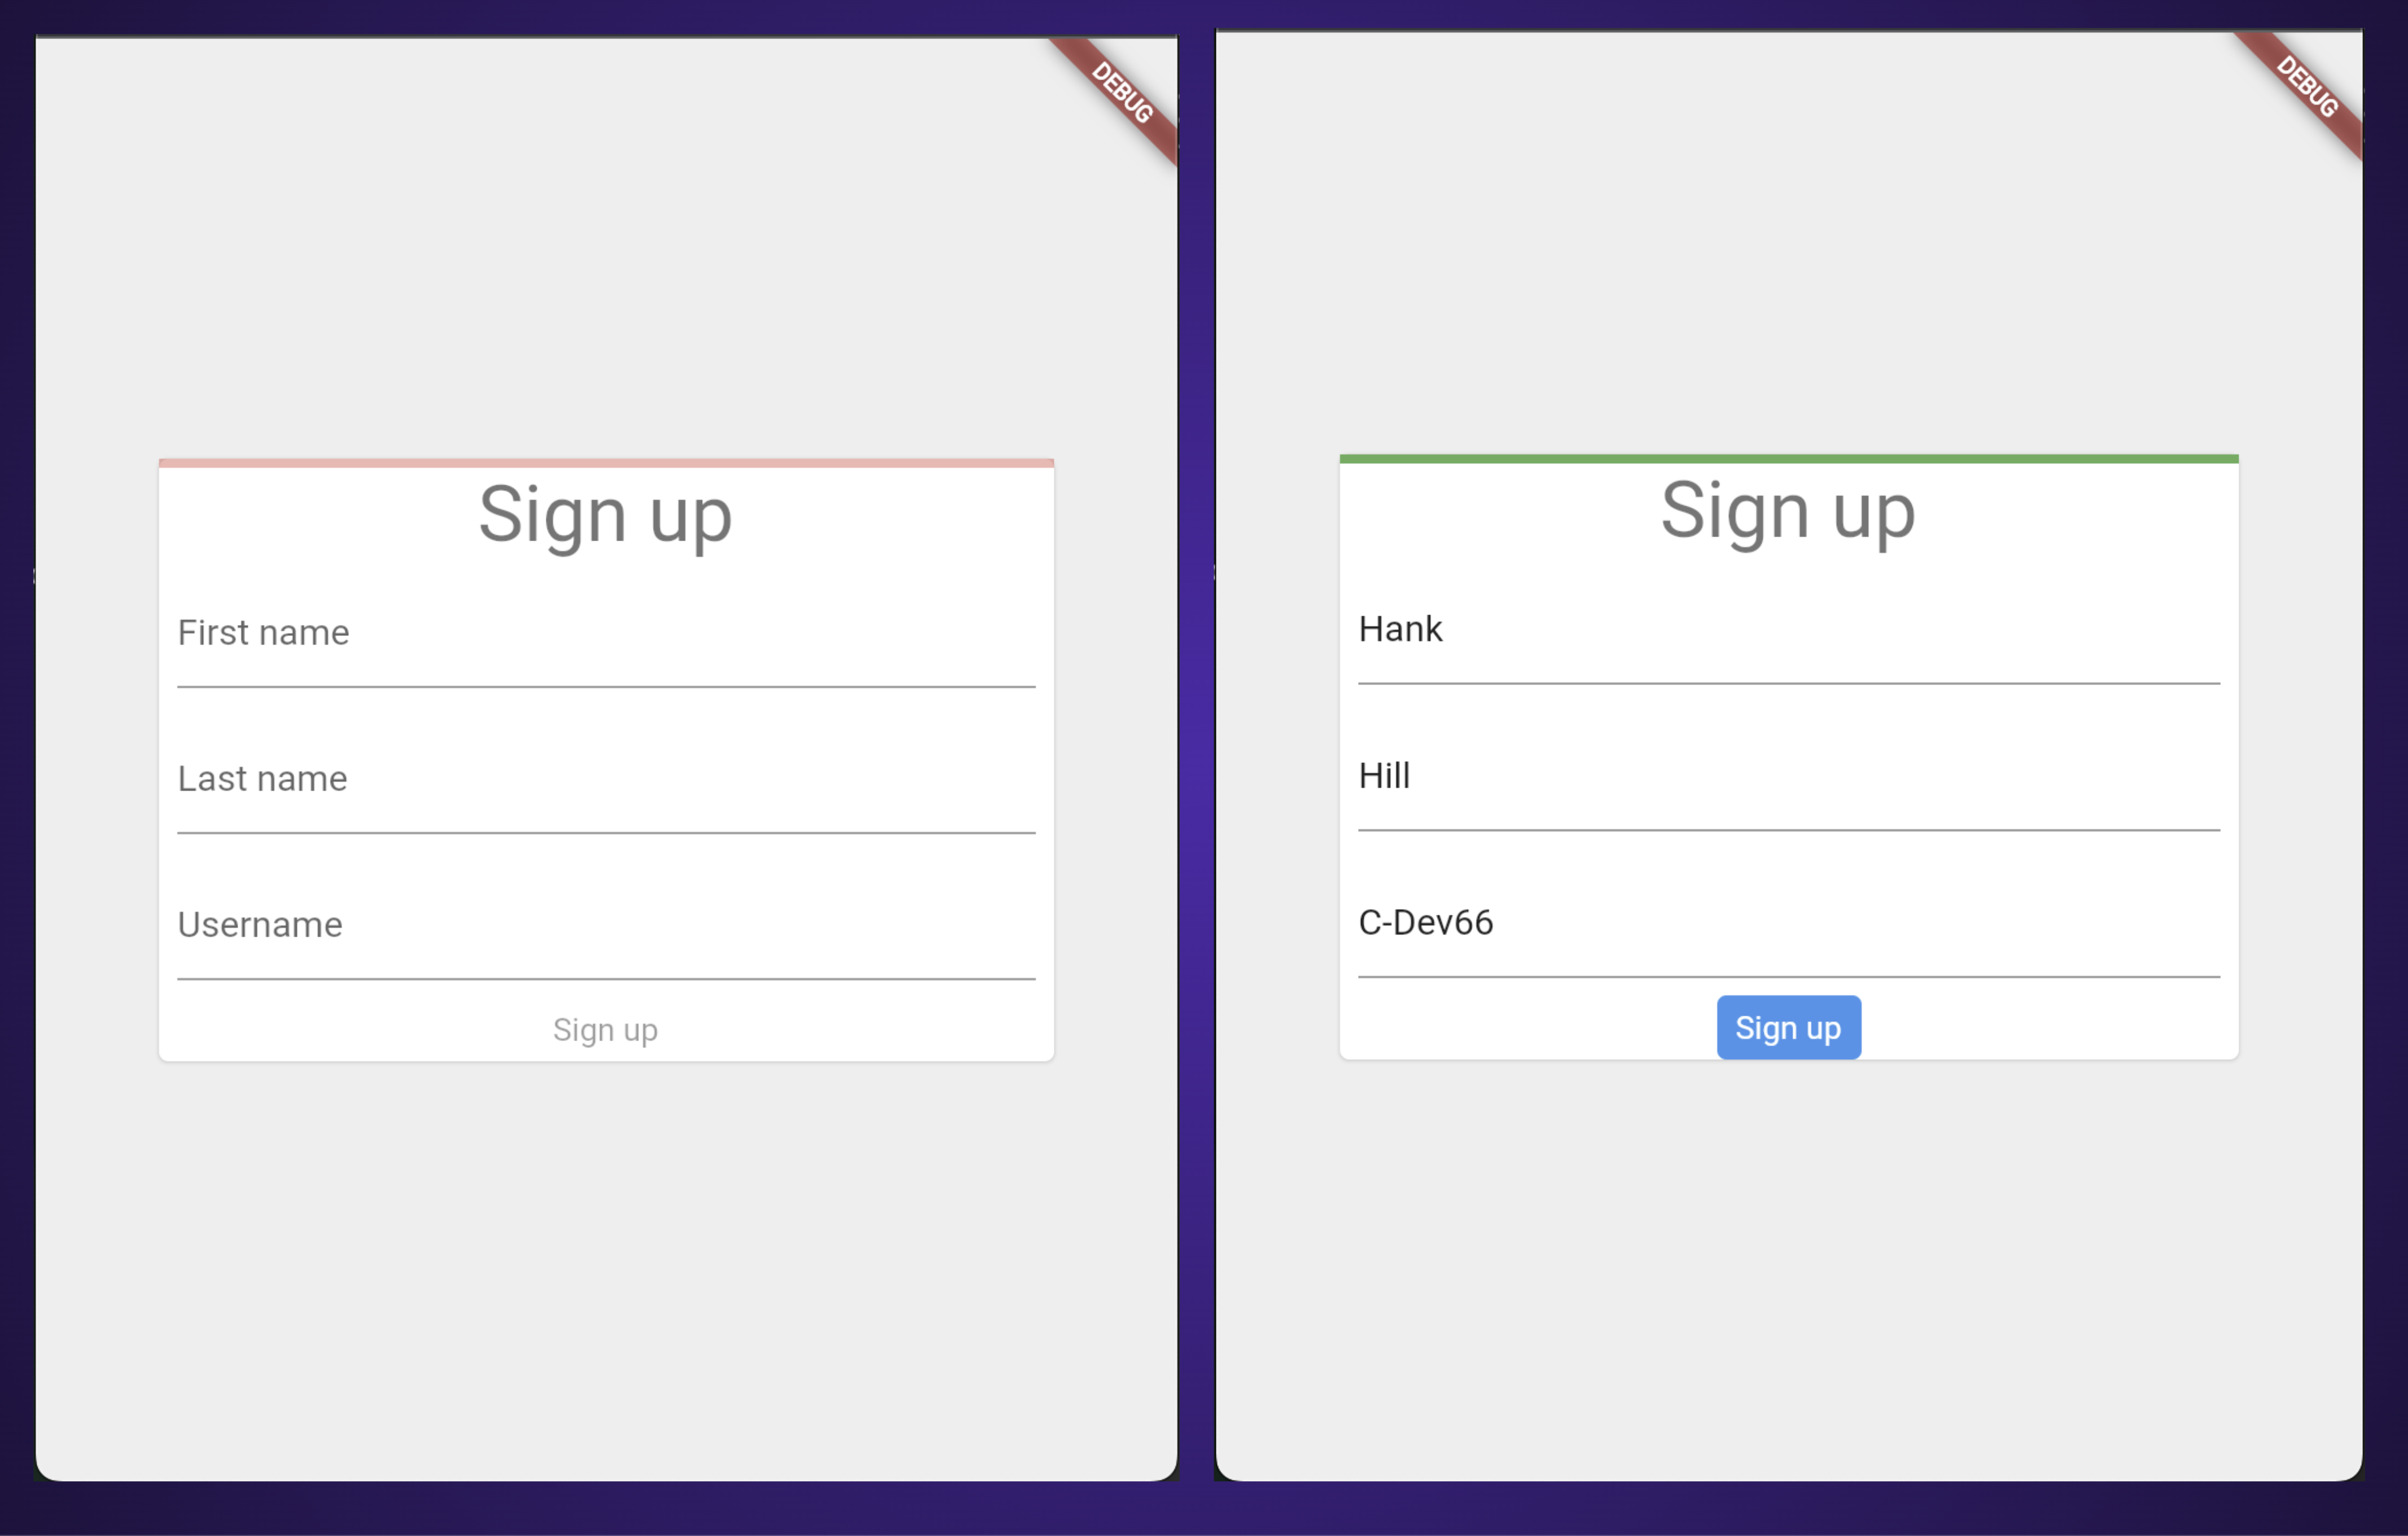 DEBUG
Sign up
First name
Last name
Username
Sign up
DEBUG
Sign up
Hank
Hill
C-Dev66
Sign up